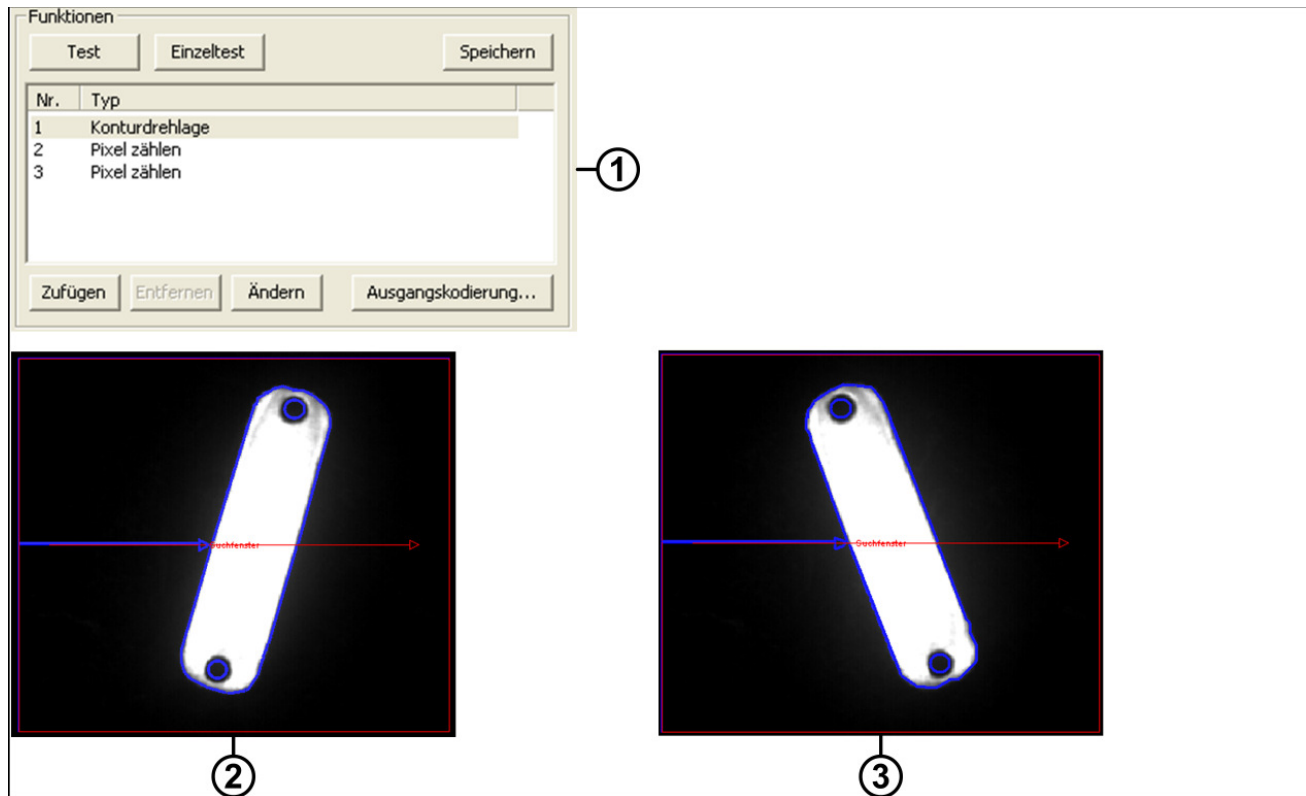 Funktionen
Test Einzeltest Speichern
Nr. Typ
1 Konturdrehlage
2 Pixel zählen
3 Pixel zählen
1
Zufügen Entfernen Ändern Ausgangskodierung...
Suchfenster Suchfenster
2 3